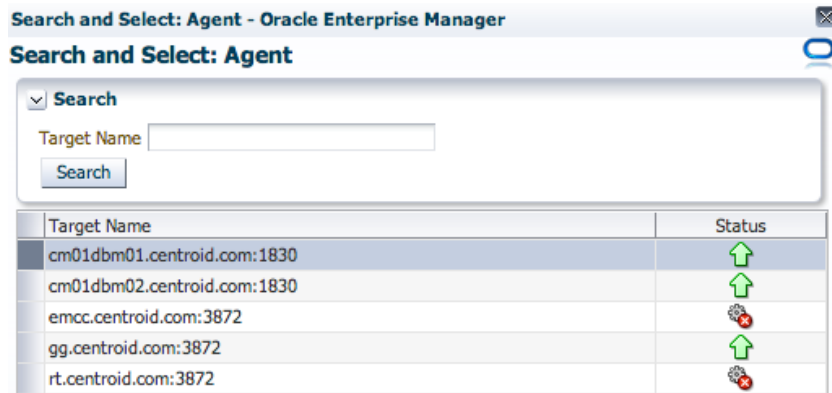 Search and Select: Agent - Oracle Enterprise Manager
Search and Select: Agent
Search
Target Name
Search
Target Name Status
cm01dbm01.centroid.com:1830
cm01dbm02.centroid.com:1830
emcc.centroid.com:3872
gg.centroid.com:3872
rt.centroid.com:3872